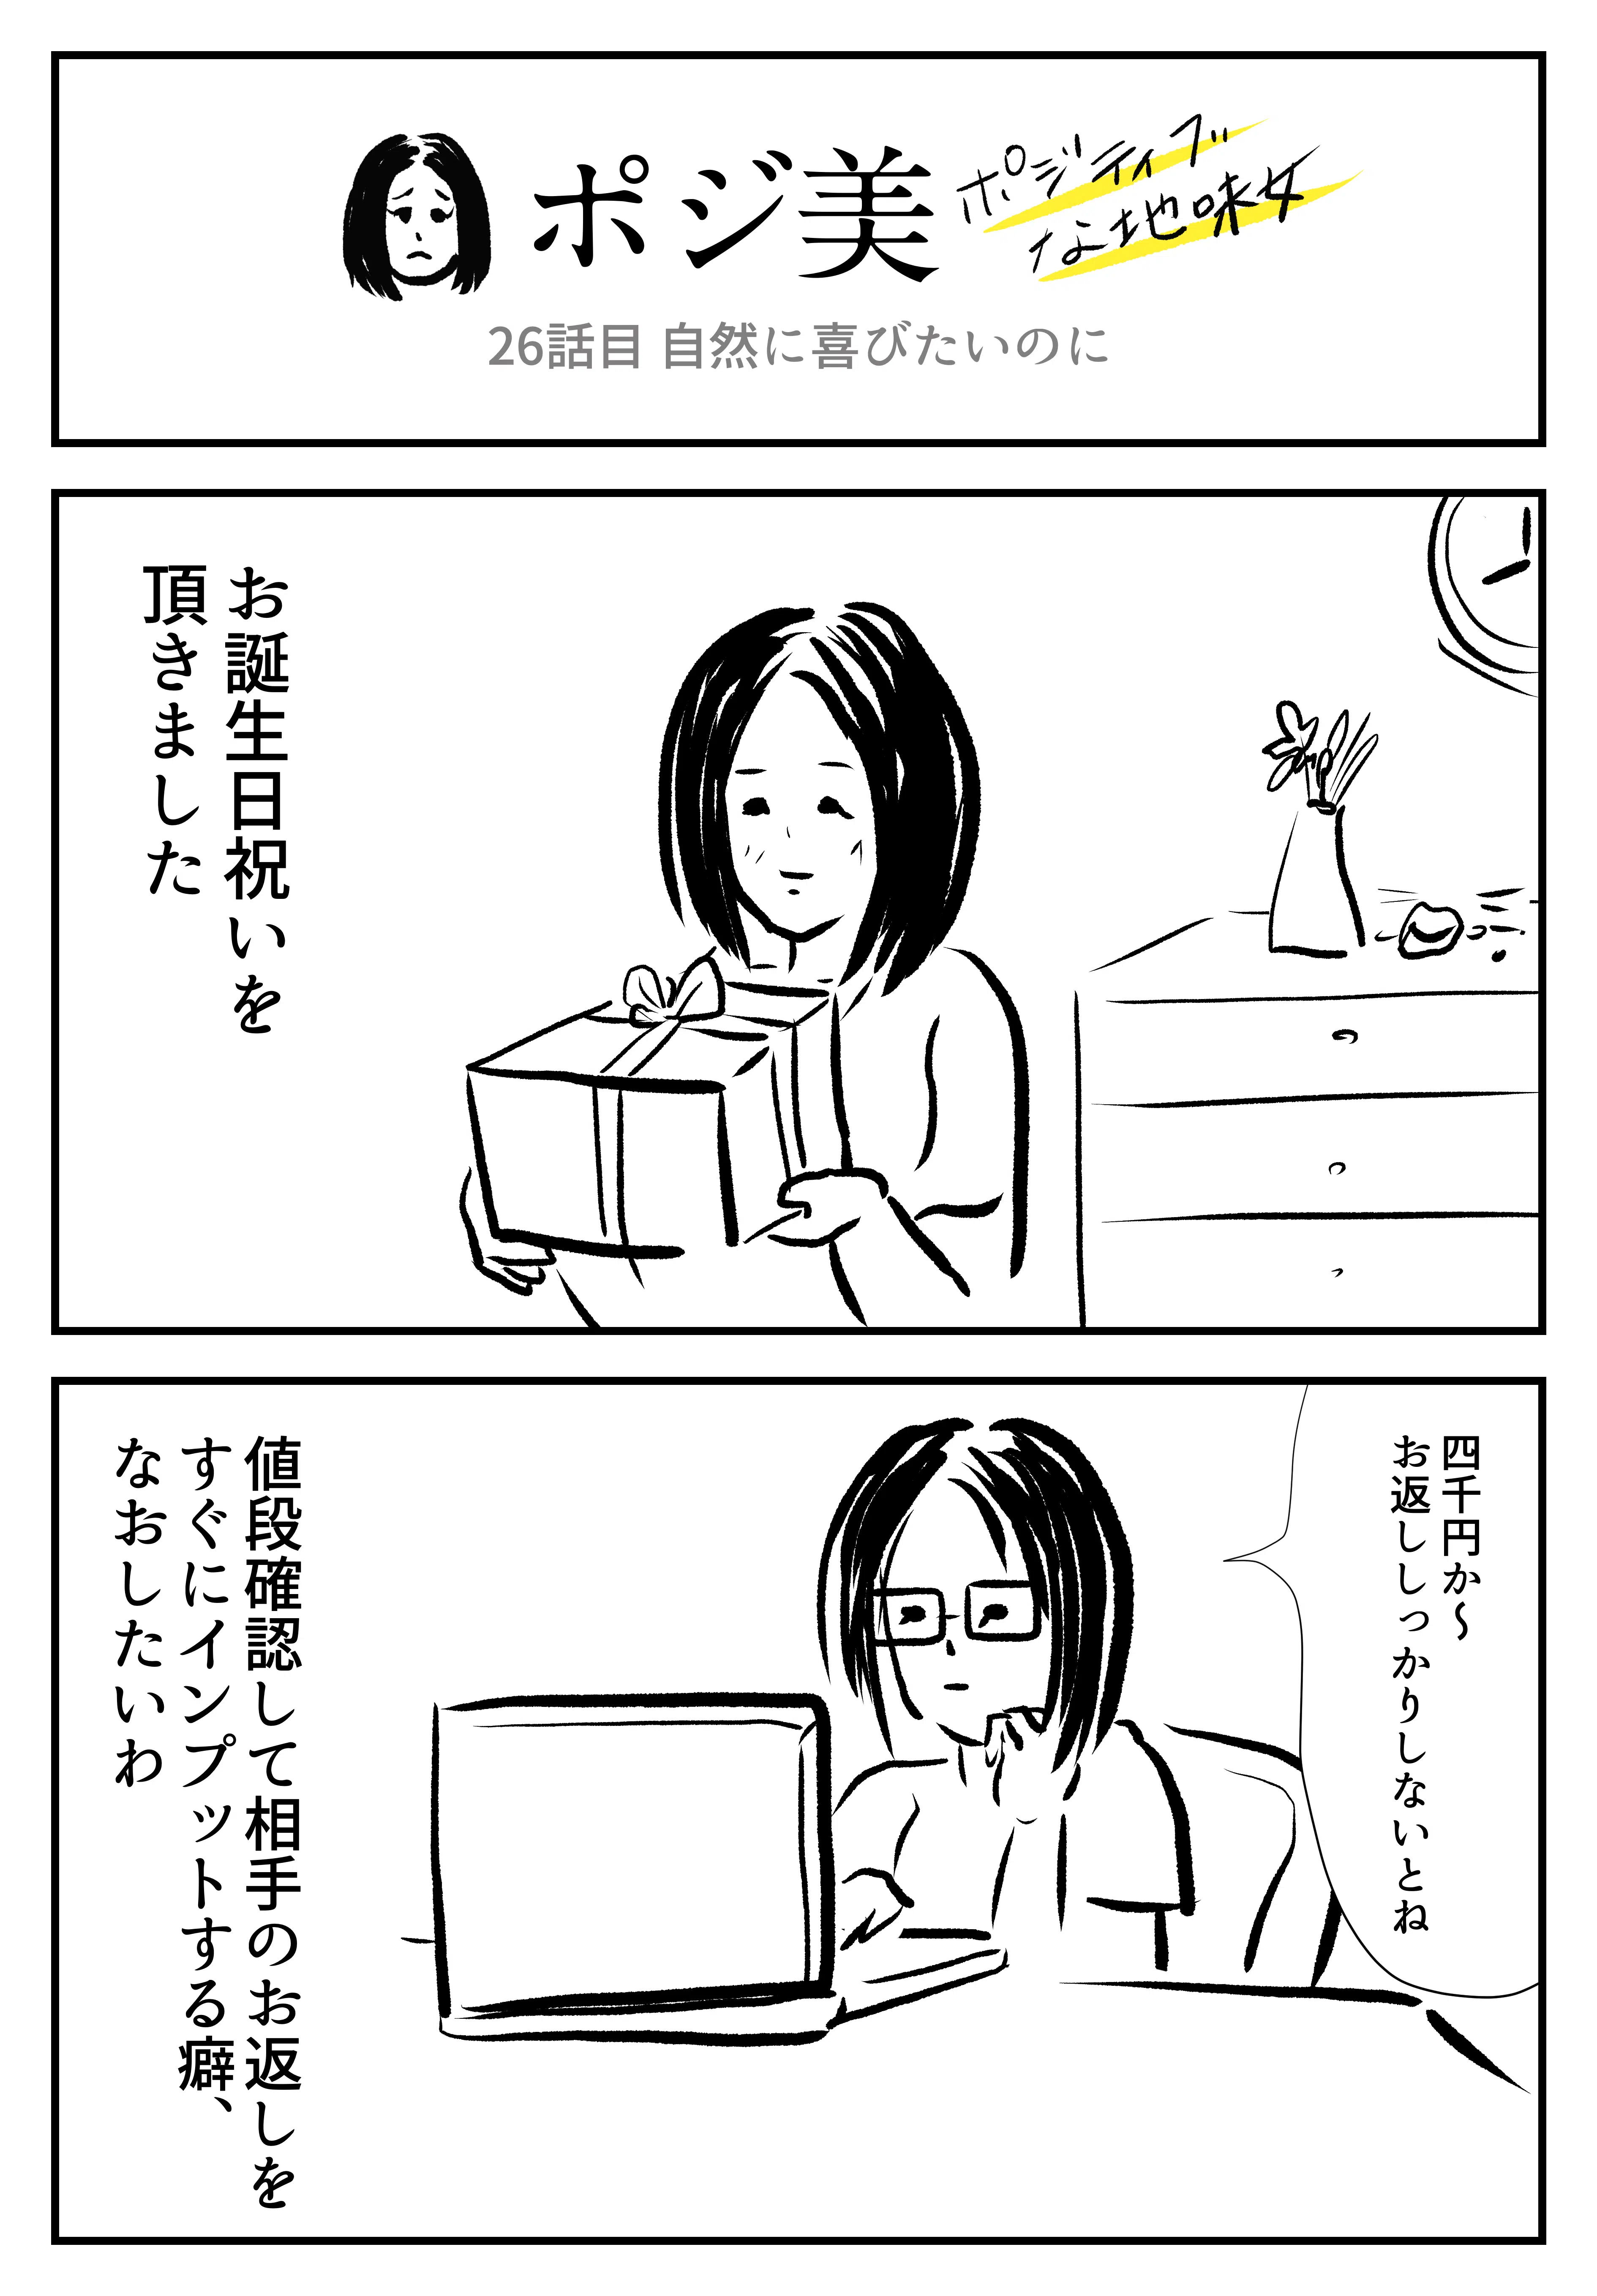 ポジ美
ポジティブ
な地味女
26話目 自然に喜びたいのに
お誕生日祝いを
頂きました
四千円か〜
お返ししっかりしないとね
値段確認して相手のお返しを
すぐにインプットする癖、
なおしたいわ